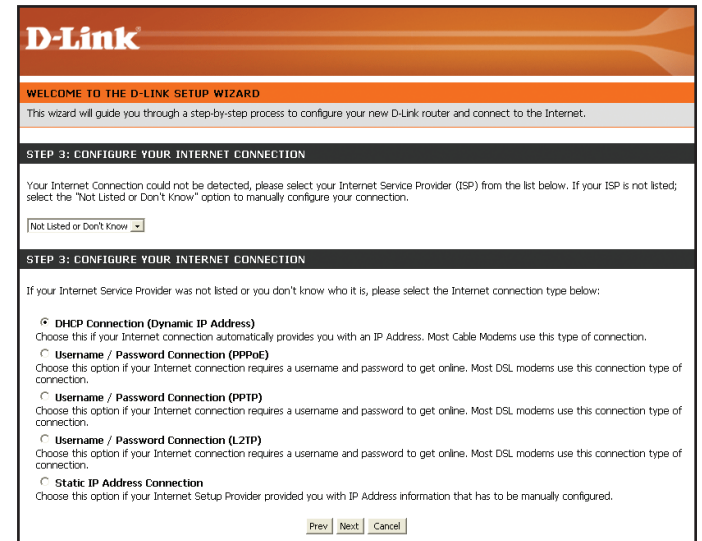 D-Link
WELCOME TO THE D-LINK SETUP WIZARD
This wizard will guide you through a step-by-step process to configure your new D-Link router and connect to the Internet.
STEP 3: CONFIGURE YOUR INTERNET CONNECTION
Your Internet Connection could not be detected, please select your Internet Service Provider (ISP) from the list below. If your ISP is not listed;
select the "Not Listed or Don't Know" option to manually configure your connection.
Not Listed or Don't Know
STEP 3: CONFIGURE YOUR INTERNET CONNECTION
If your Internet Service Provider was not listed or you don't know who it is, please select the Internet connection type below:
DHCP Connection (Dynamic IP Address)
Choose this if your Internet connection automatically provides you with an IP Address. Most Cable Modems use this type of connection.
Username / Password Connection (PPPoE)
Choose this option if your Internet connection requires a username and password to get online. Most DSL modems use this connection type of
connection.
Username / Password Connection (PPTP)
Choose this option if your Internet connection requires a username and password to get online. Most DSL modems use this connection type of
connection.
Username / Password Connection (L2TP)
Choose this option if your Internet connection requires a username and password to get online. Most DSL modems use this connection type of
connection.
Static IP Address Connection
Choose this option if your Internet Setup Provider provided you with IP Address information that has to be manually configured.
Prev Next Cancel